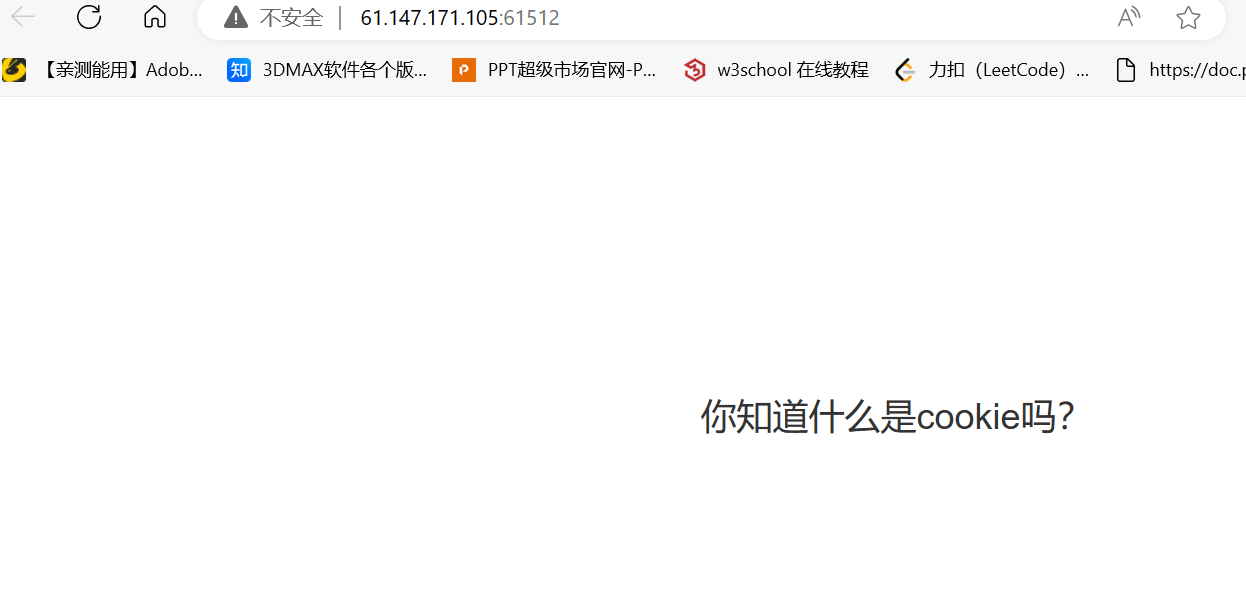 不安全 | 61.147.171.105:61512
【亲测能用】Adob... 知 3DMAX软件各个版... P PPT超级市场官网-P... w3school 在线教程 力扣（LeetCode）... https://doc.p
你知道什么是cookie吗？